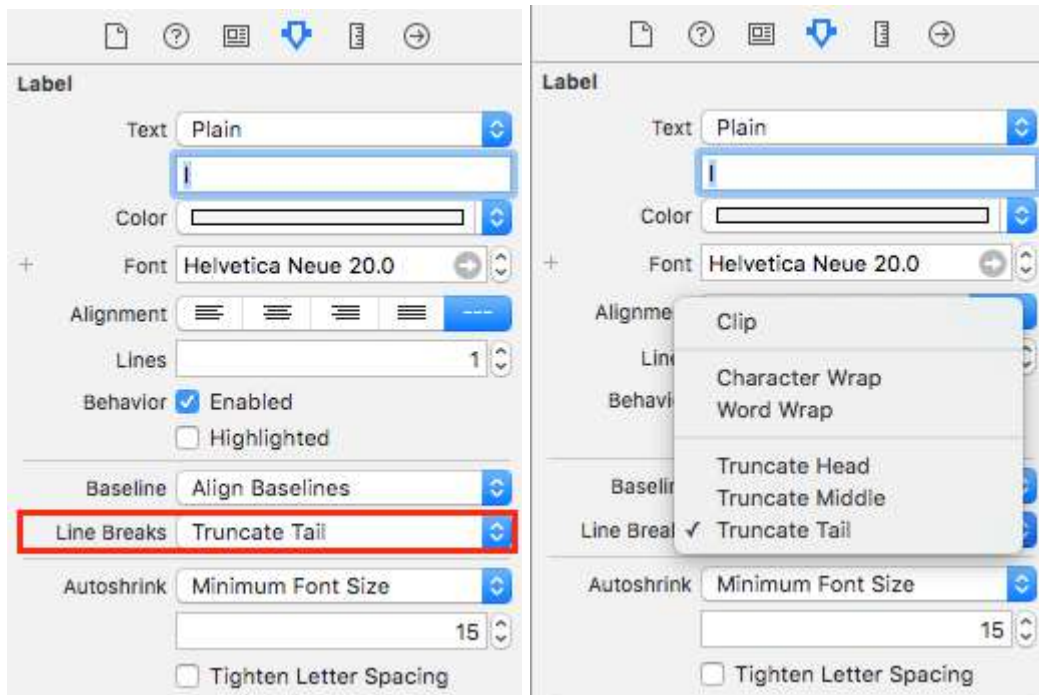 Label
Text Plain
l
Color
+ Font Helvetica Neue 20.0
Alignment ---
Lines 1
Behavior Enabled
Highlighted
Baseline Align Baselines
Line Breaks Truncate Tail
Autoshrink Minimum Font Size
15
Tighten Letter Spacing
Label
Text Plain
l
Color
+ Font Helvetica Neue 20.0
Alignme
Clip
Line
Character Wrap
Behavi
Word Wrap
Truncate Head
Baselin
Truncate Middle
Line Break ✓ Truncate Tail
Autoshrink Minimum Font Size
15
Tighten Letter Spacing